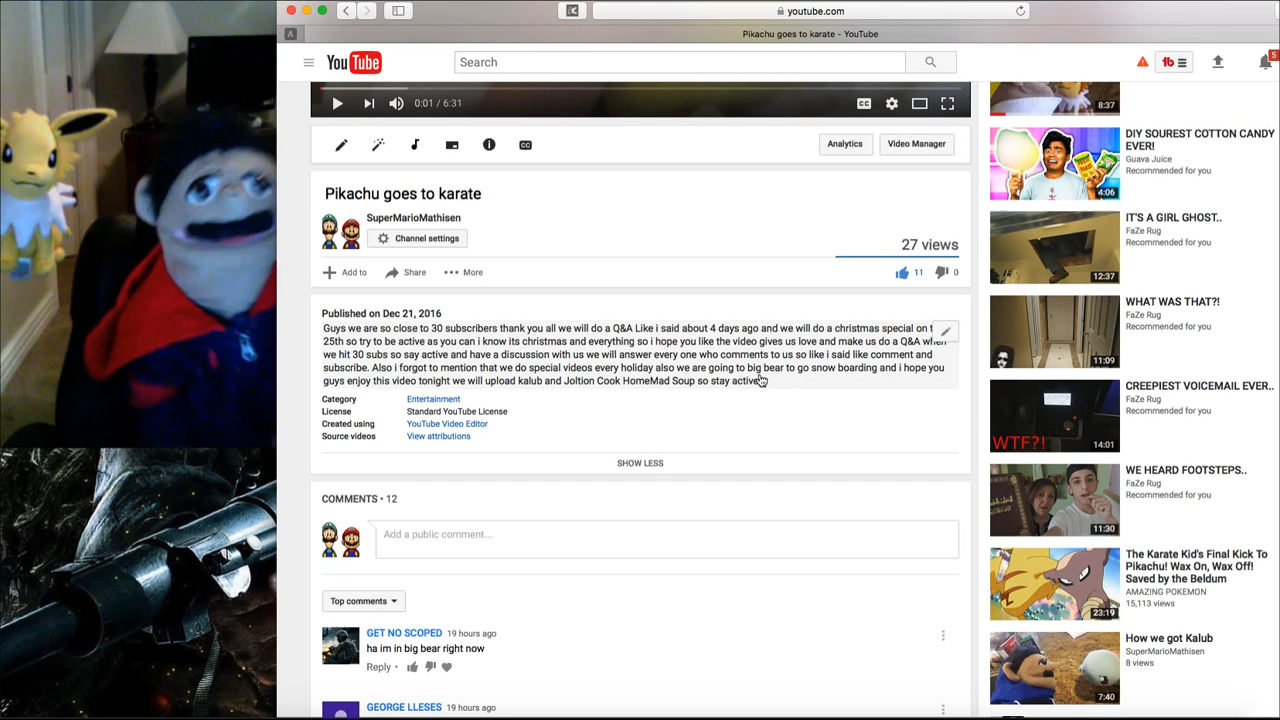 youtube.com
A
Pikachu goes to karate - YouTube
YouTube
Search
tb
5
0:01 / 6:31
CC
8:37
CC
Analytics
Video Manager
DIY SOUREST COTTON CANDY
EVER!
Guava Juice
Recommended for you
4:06
Pikachu goes to karate
SuperMarioMathisen
Channel settings
27 views
Add to
Share
More
11
0
IT'S A GIRL GHOST..
FaZe Rug
Recommended for you
12:37
Published on Dec 21, 2016
Guys we are so close to 30 subscribers thank you all we will do a Q&A Like i said about 4 days ago and we will do a christmas special on
25th so try to be active as you can i know its christmas and everything so i hope you like the video gives us love and make us do a Q&A when
we hit 30 subs so say active and have a discussion with us we will answer every one who comments to us so like i said like comment and
subscribe. Also i forgot to mention that we do special videos every holiday also we are going to big bear to go snow boarding and i hope you
guys enjoy this video tonight we will upload kalub and Joltion Cook HomeMad Soup so stay active
WHAT WAS THAT?!
FaZe Rug
Recommended for you
11:09
Category Entertainment
License Standard YouTube License
Created using YouTube Video Editor
Source videos View attributions
SHOW LESS
CREEPIEST VOICEMAIL EVER..
FaZe Rug
Recommended for you
WTF?!
14:01
COMMENTS • 12
Add a public comment...
WE HEARD FOOTSTEPS..
FaZe Rug
Recommended for you
11:30
Top comments
The Karate Kid's Final Kick To
Pikachu! Wax On, Wax Off!
Saved by the Beldum
AMAZING POKEMON
15,113 views
23:19
GET NO SCOPED 19 hours ago
ha im in big bear right now
Reply •
How we got Kalub
SuperMarioMathisen
8 views
7:40
GEORGE LLESES 19 hours ago